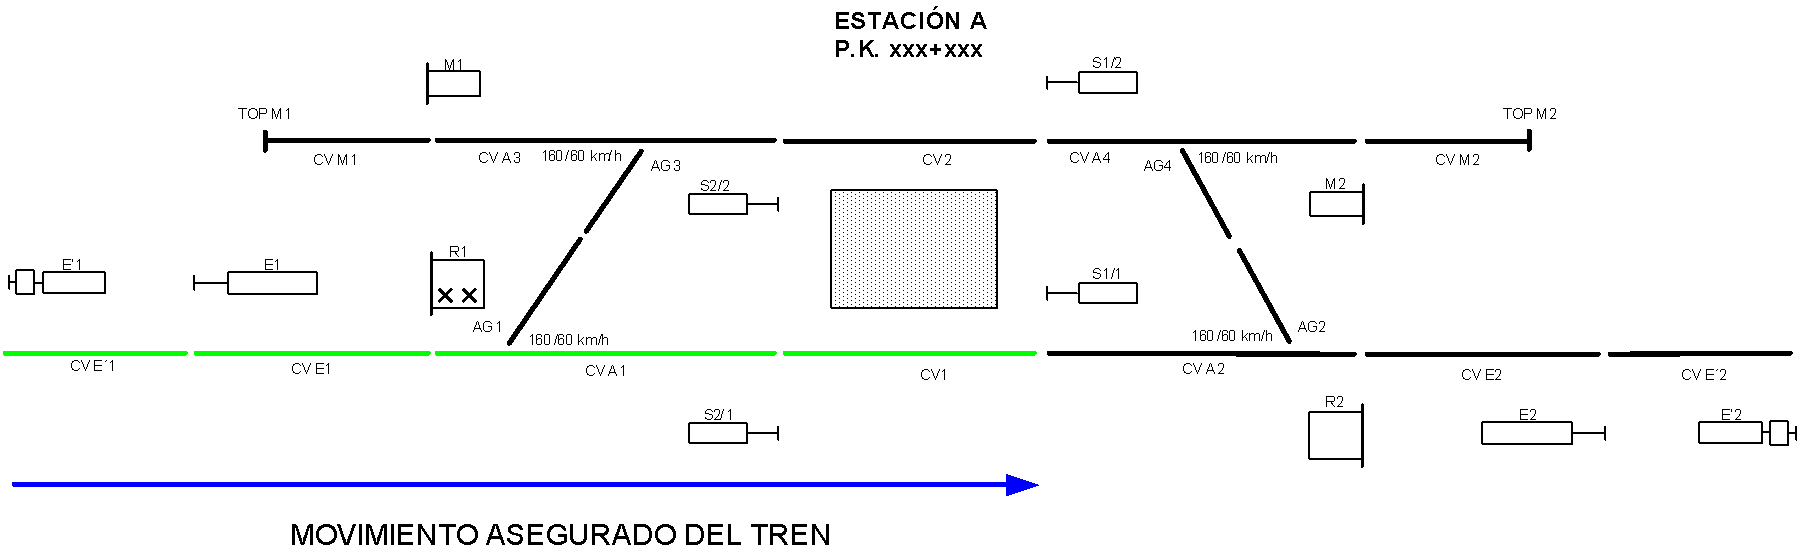 ESTACIÓN A
P.K. xxx+xxx
M1
S1/2
TOP M1
TOP M2
CV M1
CV A3
160/60 km/h
AG3
CV2
CV A4
AG4
160/60 km/h
CV M2
S2/2
M2
E'1
E1
R1
S1/1
AG1
160/60 km/h
160/60 km/h
AG2
CV E´1
CV E1
CV A1
CV1
CV A2
CV E2
CV E´2
S2/1
R2
E2
E'2
MOVIMIENTO ASEGURADO DEL TREN